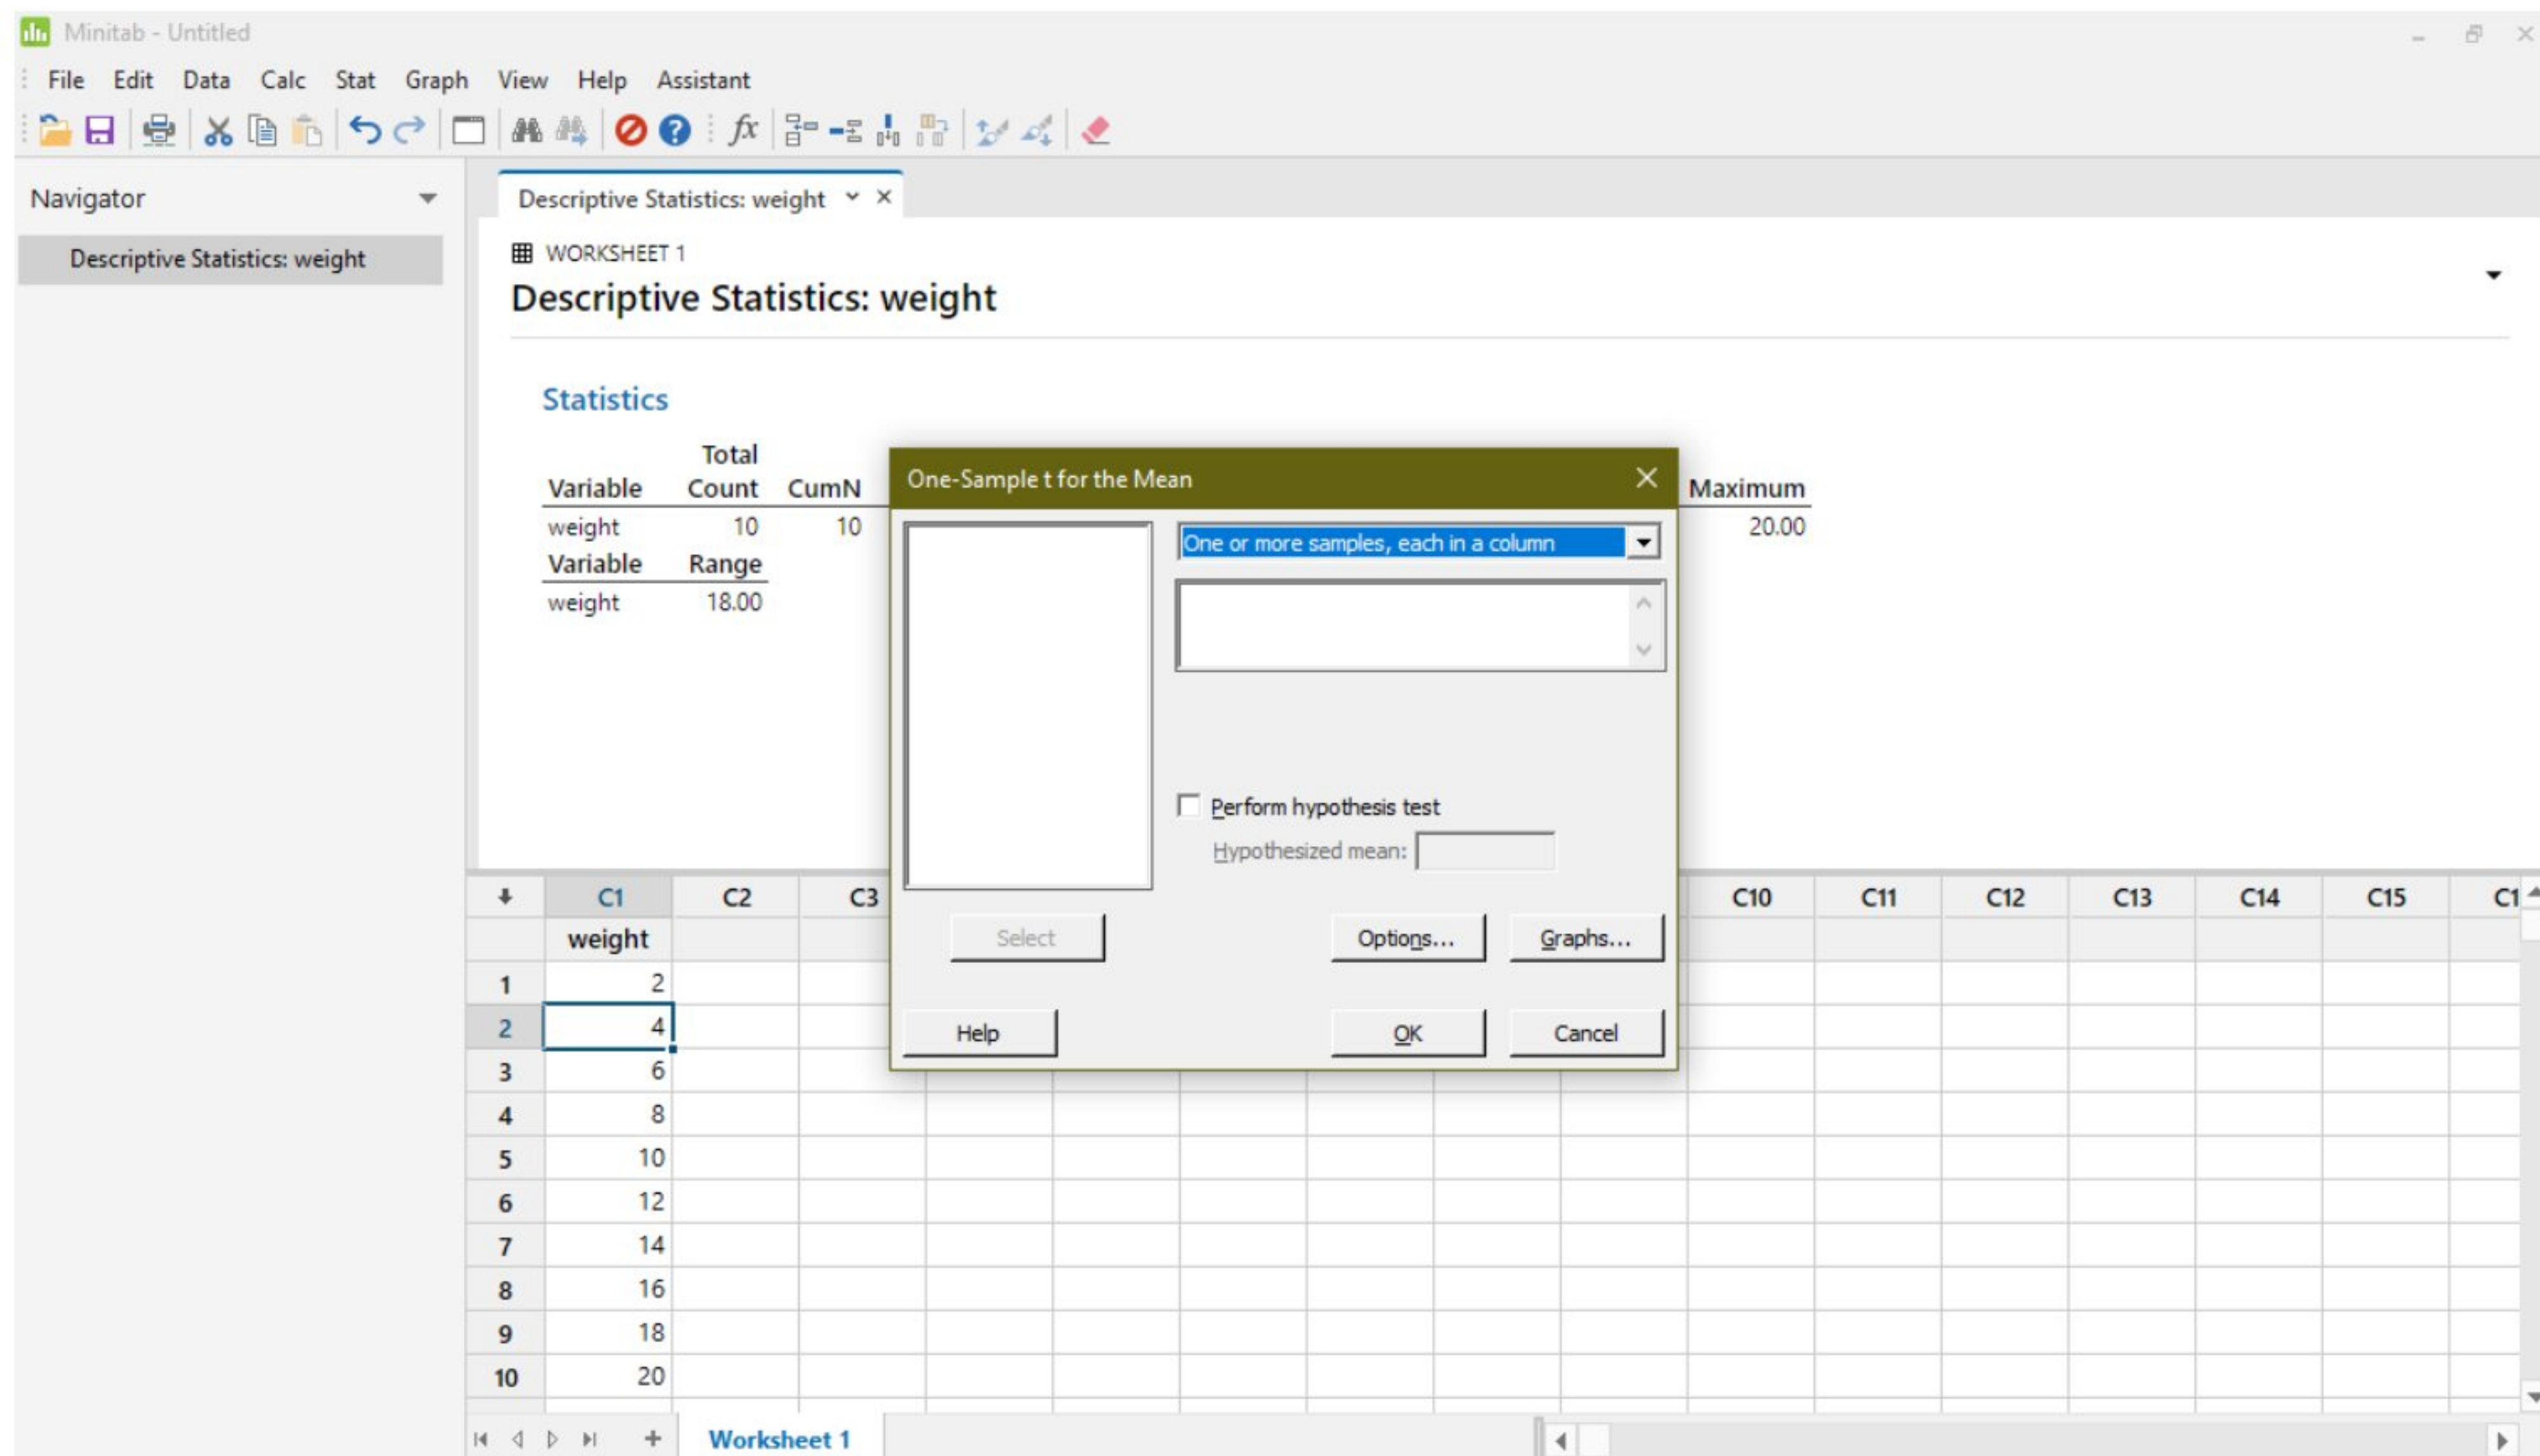 Minitab - Untitled
File Edit Data Calc Stat Graph View Help Assistant
fx
Navigator
Descriptive Statistics: weight
Descriptive Statistics: weight
WORKSHEET 1
Descriptive Statistics: weight
Statistics
Total
Variable Count CumN Maximum
weight 10 10 20.00
Variable Range
weight 18.00
One-Sample t for the Mean
One or more samples, each in a column
Perform hypothesis test
Hypothesized mean:
Select Options... Graphs...
Help OK Cancel
C1 C2 C3 C10 C11 C12 C13 C14 C15 C1
weight
1 2
2 4
3 6
4 8
5 10
6 12
7 14
8 16
9 18
10 20
Worksheet 1